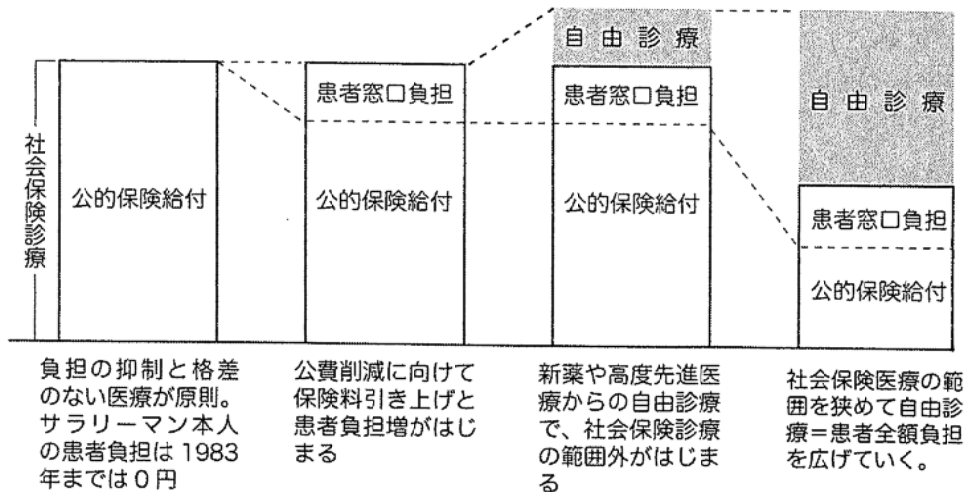 社会保険診療
公的保険給付
負担の抑制と格差
のない医療が原則。
サラリーマン本人
の患者負担は1983
年までは0円
患者窓口負担
公的保険給付
公費削減に向けて
保険料引き上げと
患者負担増がはじ
まる
自由診療
患者窓口負担
公的保険給付
新薬や高度先進医
療からの自由診療
で、社会保険診療
の範囲外がはじま
る
自由診療
患者窓口負担
公的保険給付
社会保険医療の範
囲を狭めて自由診
療＝患者全額負担
を広げていく。